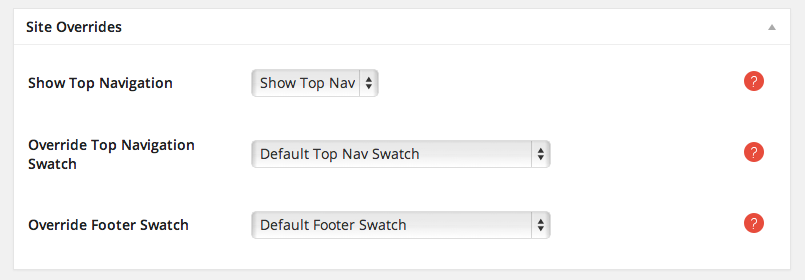 Site Overrides
Show Top Navigation
Show Top Nav
?
Override Top Navigation
Swatch
Default Top Nav Swatch
?
Override Footer Swatch
Default Footer Swatch
?